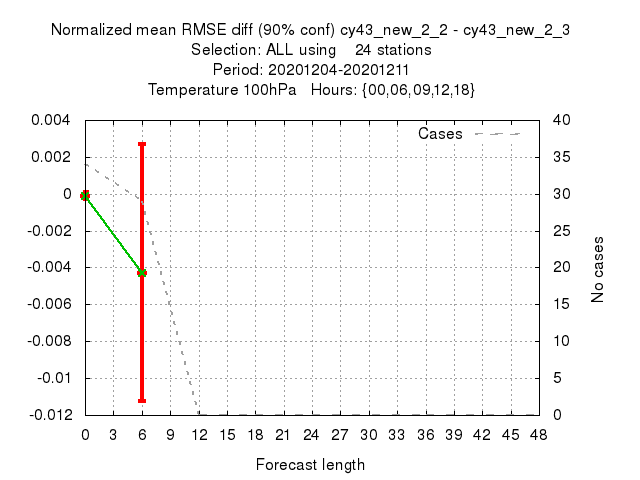 Normalized mean RMSE diff (90% conf) cy43_new_2_2 - cy43_new_2_3
Selection: ALL using 24 stations
Period: 20201204-20201211
Temperature 100hPa Hours: {00,06,09,12,18}
Cases
0.004
0.002
0
-0.002
-0.004
-0.006
-0.008
-0.01
-0.012
40
35
30
25
20
15
10
5
0
No cases
0 3 6 9 12 15 18 21 24 27 30 33 36 39 42 45 48
Forecast length